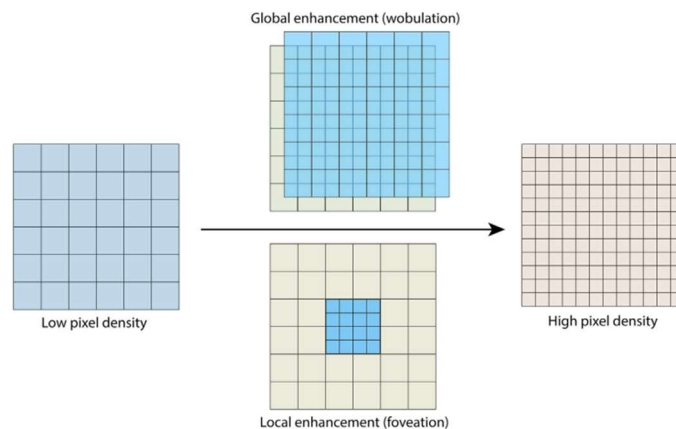 Global enhancement (wobulation)
Low pixel density
High pixel density
Local enhancement (foveation)